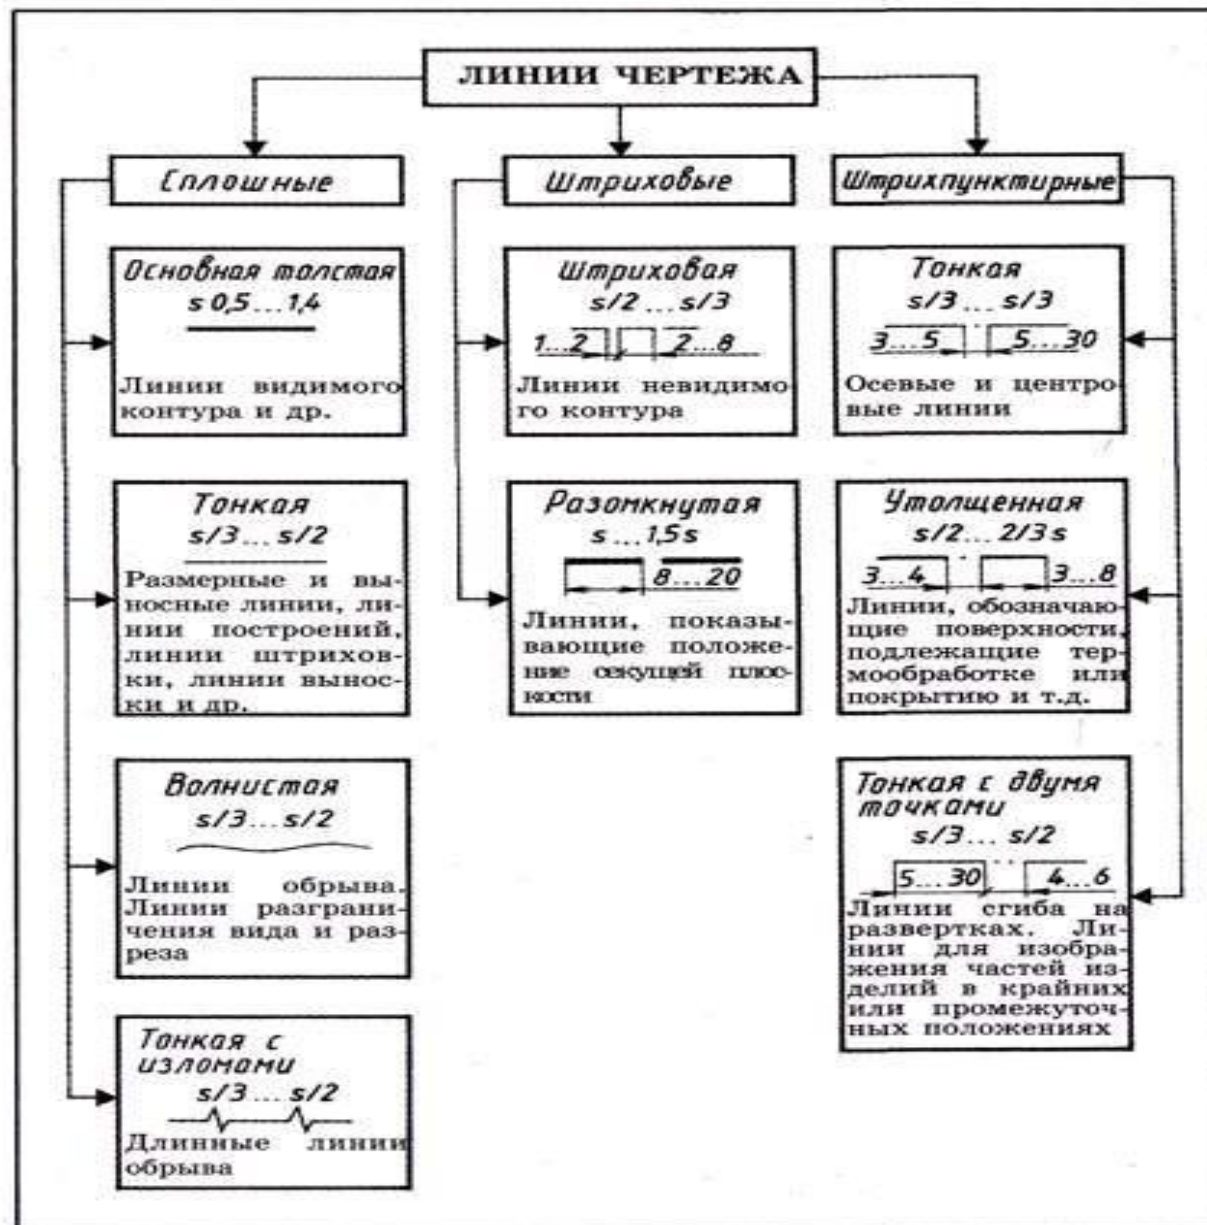 ЛИНИИ ЧЕРТЕЖА
Сплошные
Основная толстая
s 0,5...1,4
Линии видимого
контура и др.
Тонкая
s/3...s/2
Размерные и вы-
носные линии, ли-
нии построений,
линии штрихов-
ки, линии вынос-
ки и др.
Волнистая
s/3...s/2
Линии обрыва.
Линии разграни-
чения вида и раз-
реза
Тонкая с
изломами
s/3...s/2
Длинные линии
обрыва
Штриховые
Штриховая
s/2...s/3
1...2 2...8
Линии невидимо-
го контура
Разомкнутая
s...1,5s
8...20
Линии, показы-
вающие положе-
ние секущей плос-
кости
Штрихпунктирные
Тонкая
s/3...s/3
3...5 5...30
Осевые и центро-
вые линии
Утолщенная
s/2...2/3 s
3...4 3...8
Линии, обозначаю-
щие поверхности,
подлежащие тер-
мообработке или
покрытию и т.д.
Тонкая с двумя
точками
s/3...s/2
5...30 4...6
Линии сгиба на
развертках. Ли-
нии для изобра-
жения частей из-
делий в крайних
или промежуточ-
ных положениях